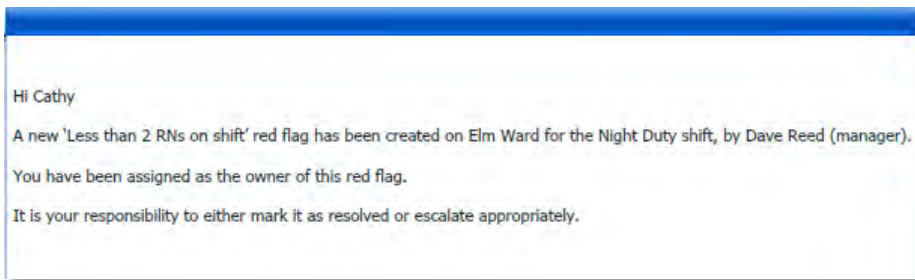 Hi Cathy
A new 'Less than 2 RNs on shift' red flag has been created on Elm Ward for the Night Duty shift, by Dave Reed (manager).
You have been assigned as the owner of this red flag.
It is your responsibility to either mark it as resolved or escalate appropriately.